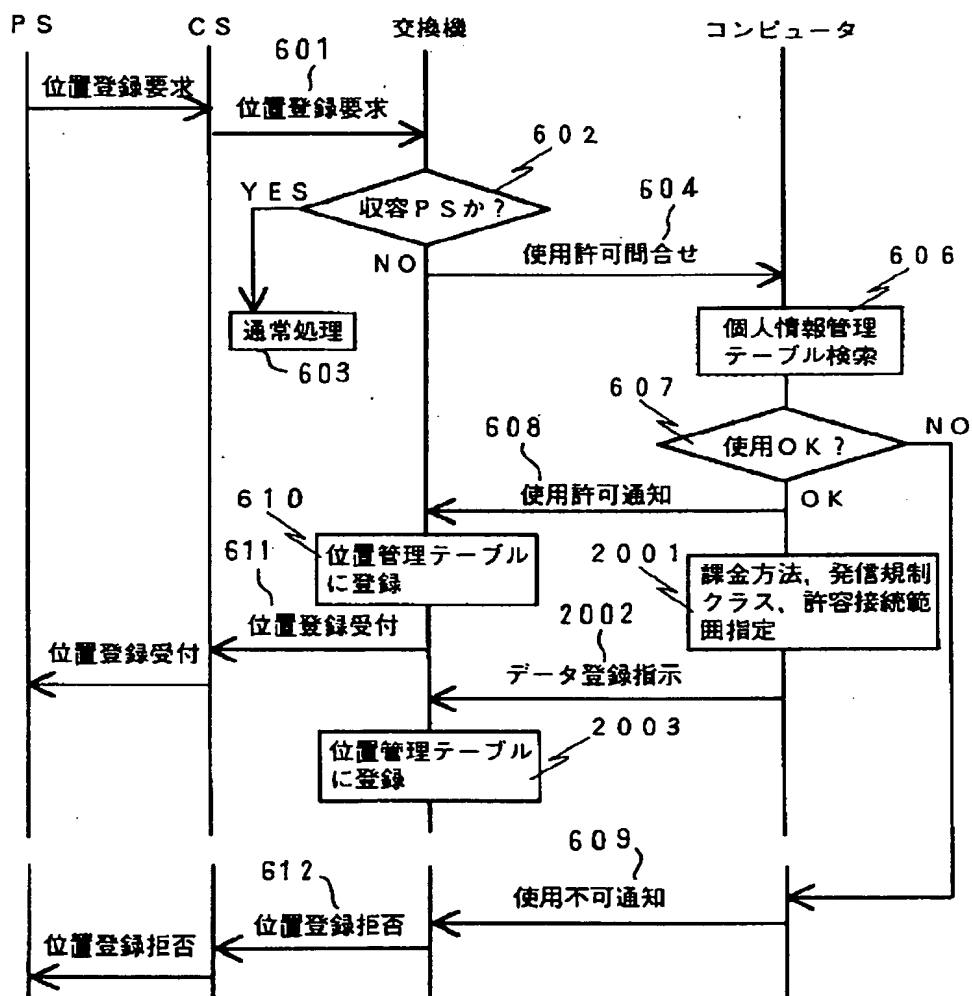 PS
CS
交換機
コンピュータ
601
位置登録要求
位置登録要求
602
YES
収容PSか？
604
NO
使用許可問合せ
606
通常処理
個人情報管理
テーブル検索
603
607
NO
608
使用OK？
使用許可通知
OK
610
位置管理テーブル
に登録
2001
課金方法，発信規制
クラス、許容接続範
囲指定
611
位置登録受付
2002
位置登録受付
データ登録指示
2003
位置管理テーブル
に登録
609
612
使用不可通知
位置登録拒否
位置登録拒否